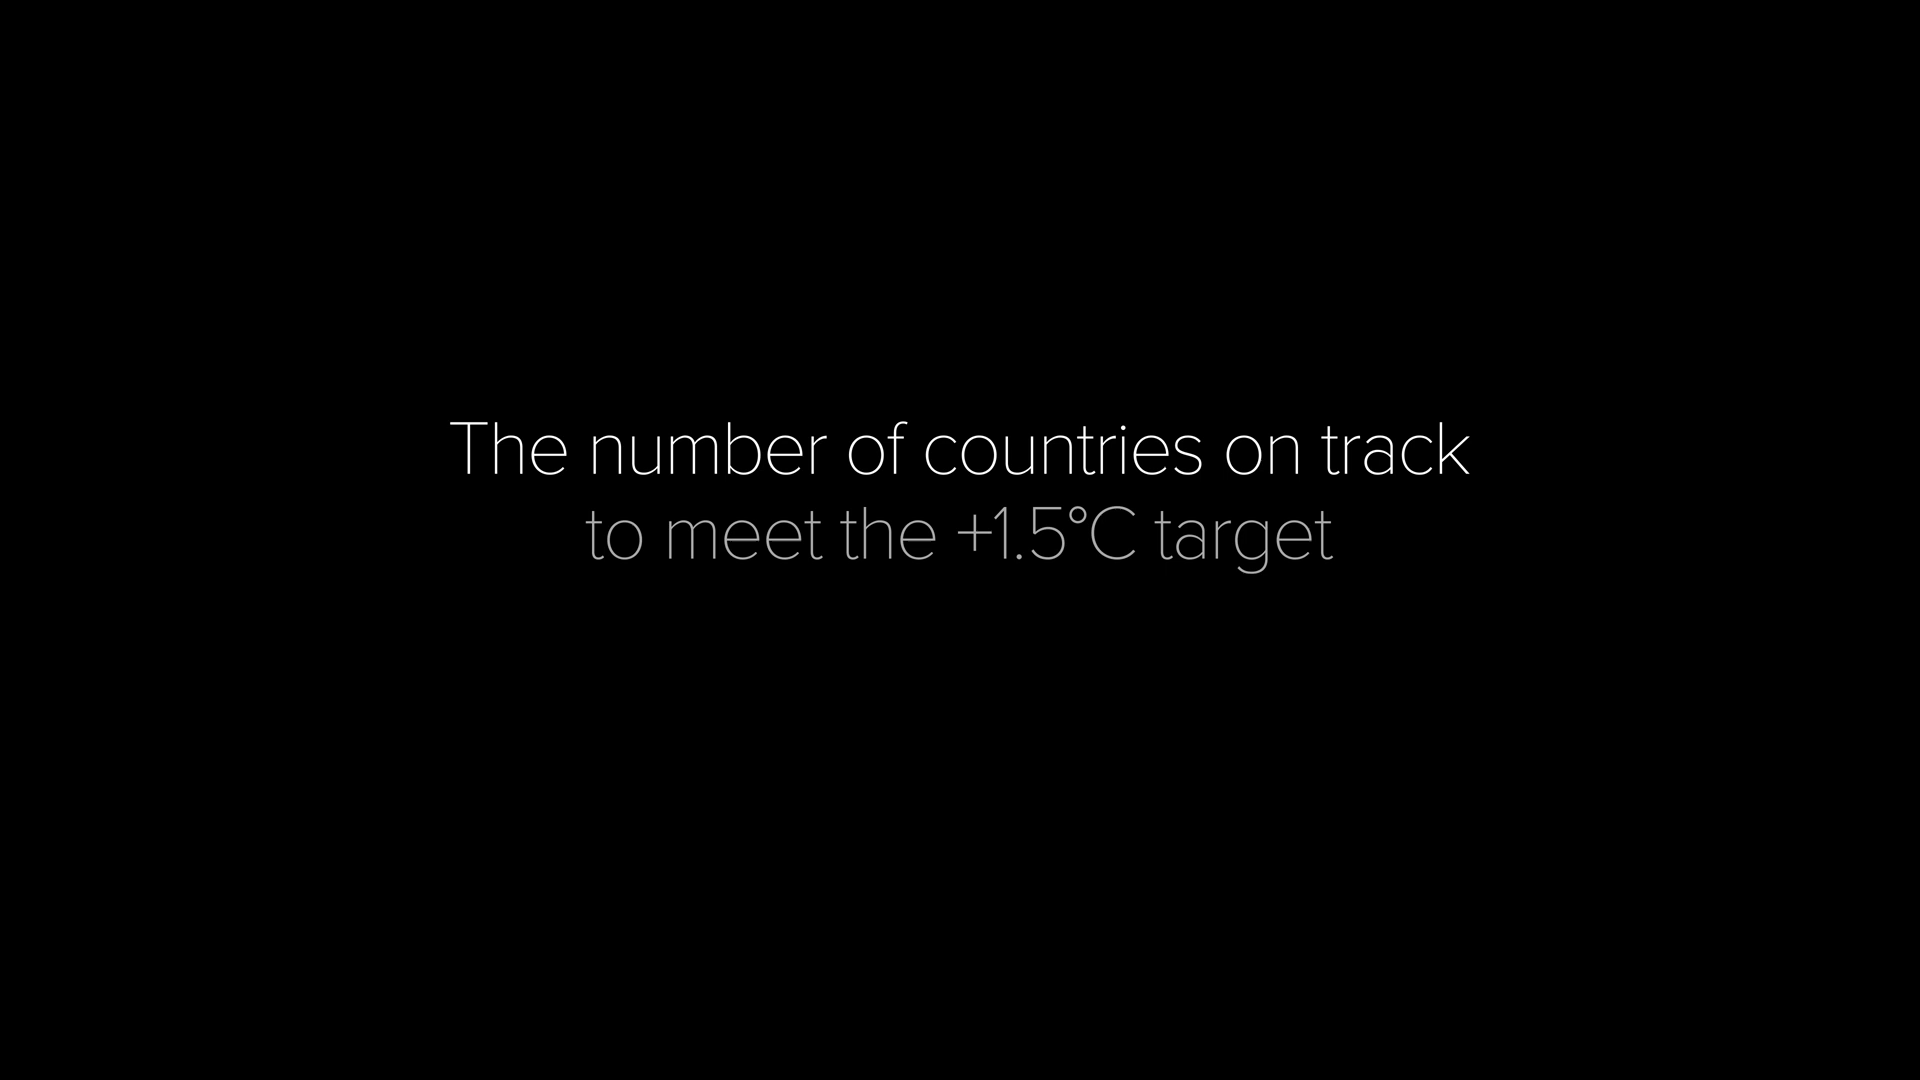 The number of countries on track
to meet the +1.5°C target